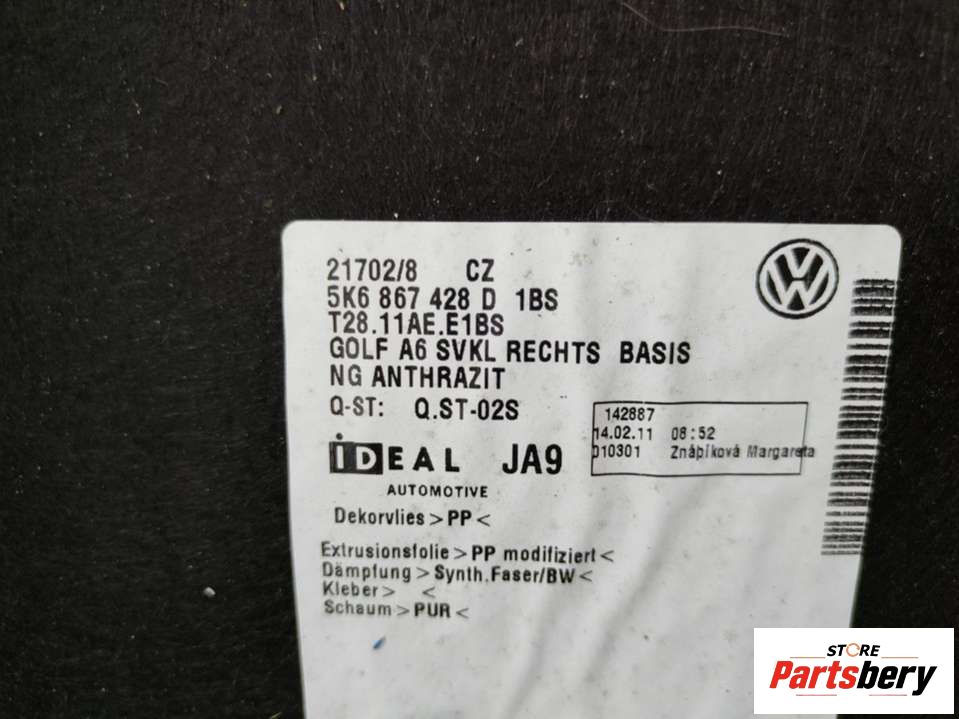 21702/8 CZ
5K6 867 428 D 1BS
T28.11AE.E1BS
GOLF A6 SVKL RECHTS BASIS
NG ANTHRAZIT
Q-ST: Q.ST-02S
142887
14.02.11 08:52
010301 Znápíková Margareta
iDEAL JA9
AUTOMOTIVE
Dekorvlies > PP <
Extrusionsfolie > PP modifiziert <
Dämpfung > Synth.Faser/BW <
Kleber > <
Schaum > PUR <
STORE
Partsbery